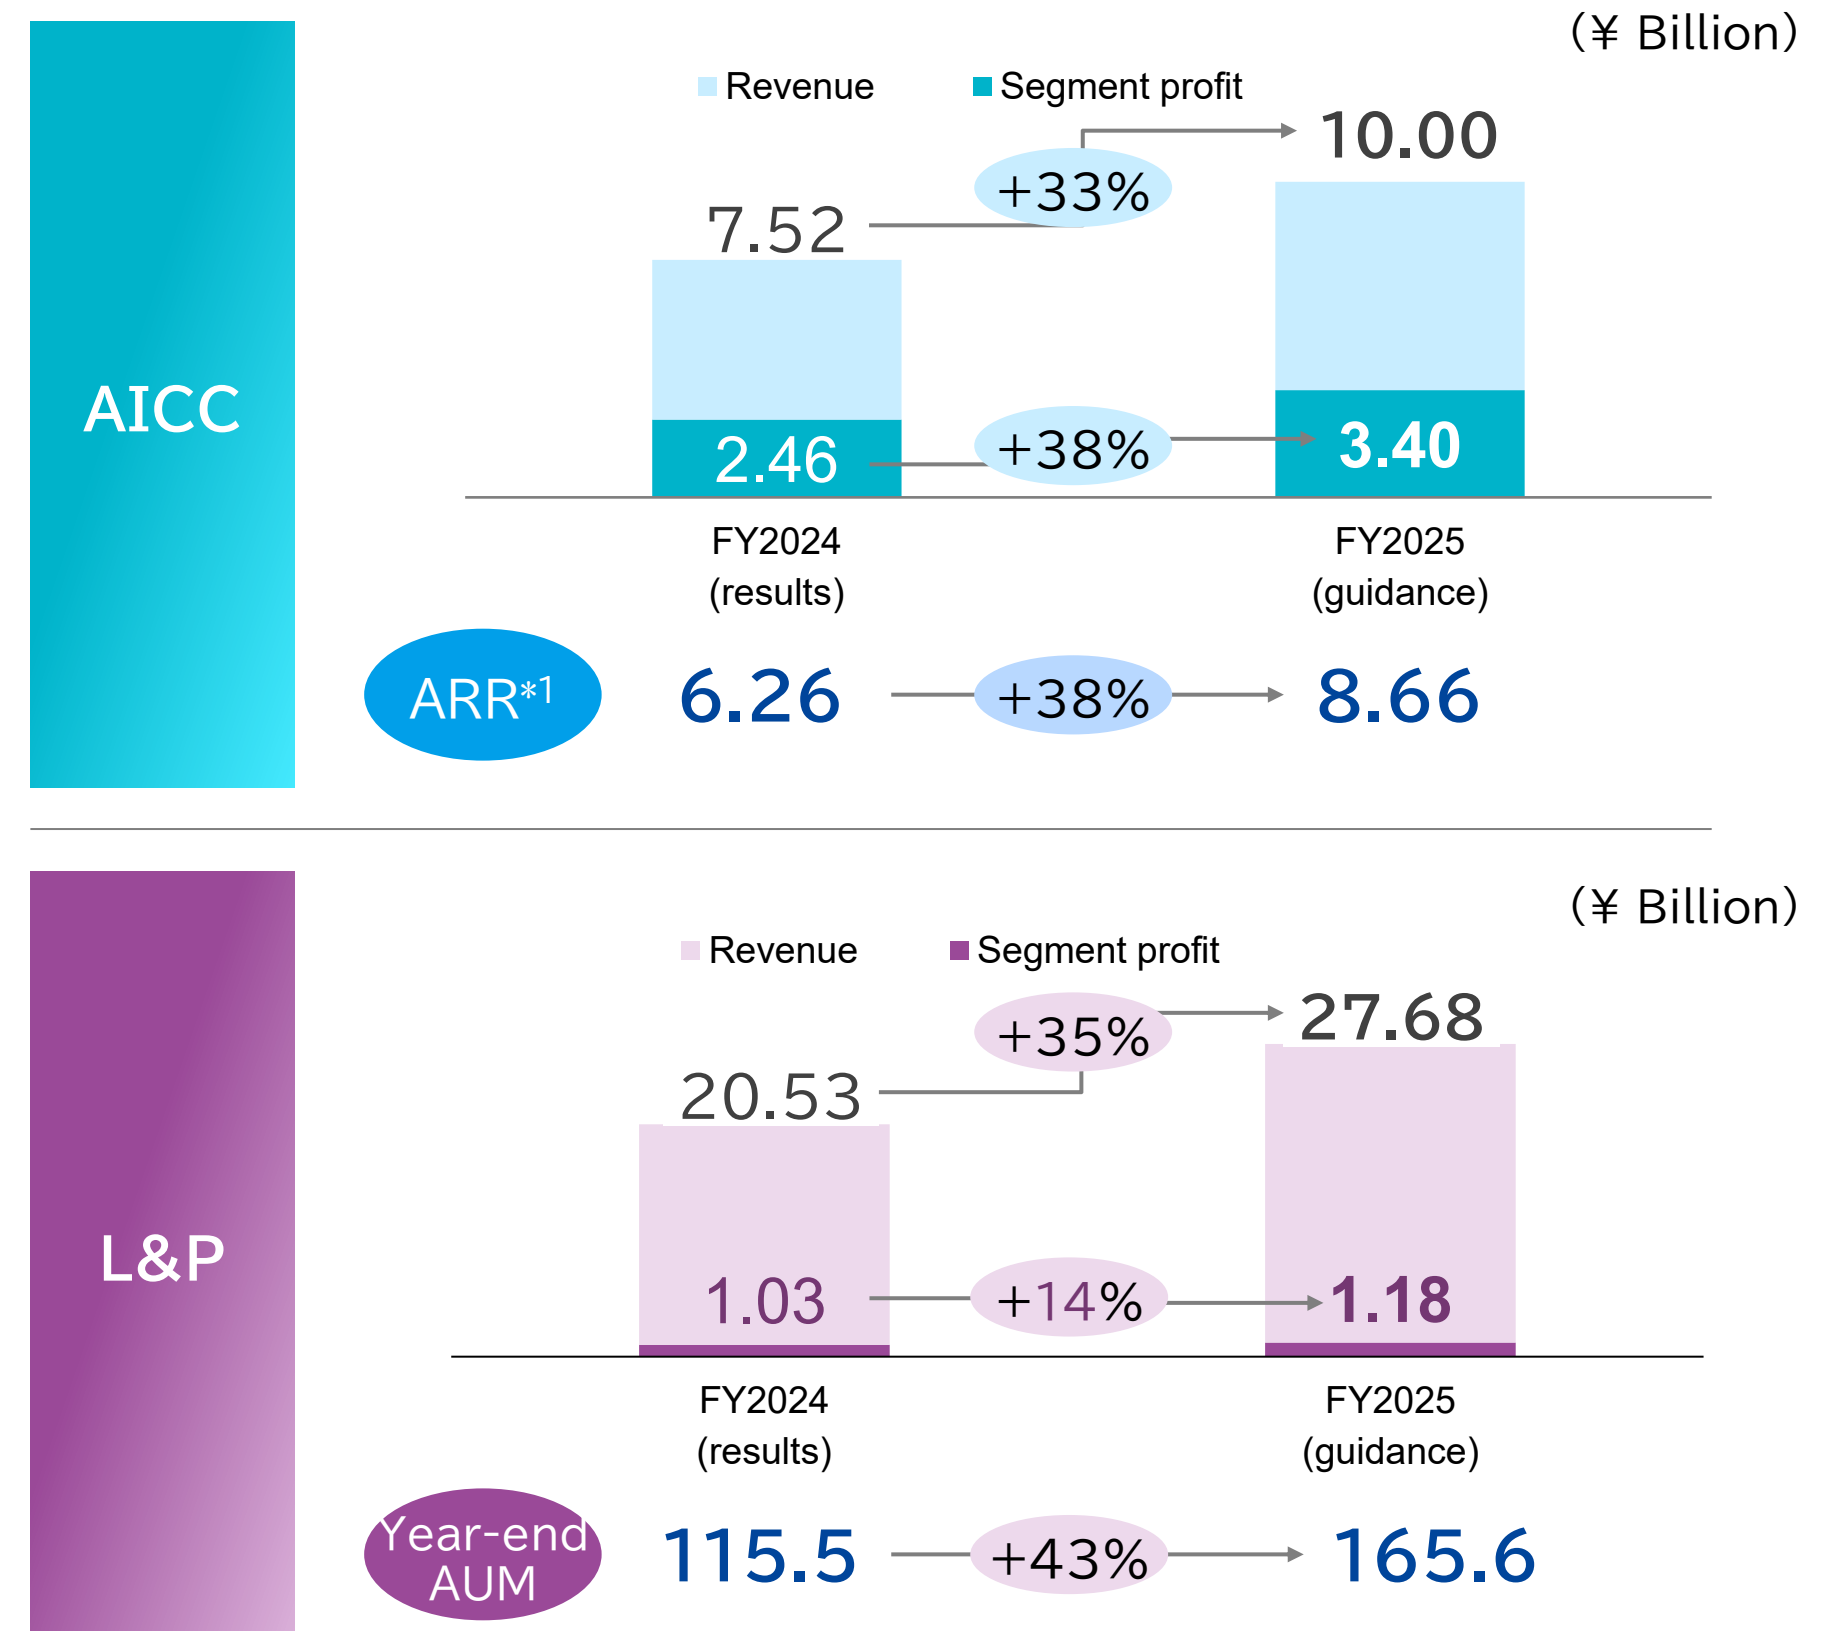 (¥ Billion)
Revenue Segment profit
10.00
+33%
7.52
AICC
+38%
3.40
2.46
FY2024 FY2025
(results) (guidance)
ARR*1 6.26 +38% 8.66
(¥ Billion)
Revenue Segment profit
27.68
+35%
20.53
L&P
1.03 +14% 1.18
FY2024 FY2025
(results) (guidance)
Year-end
AUM
115.5 +43% 165.6